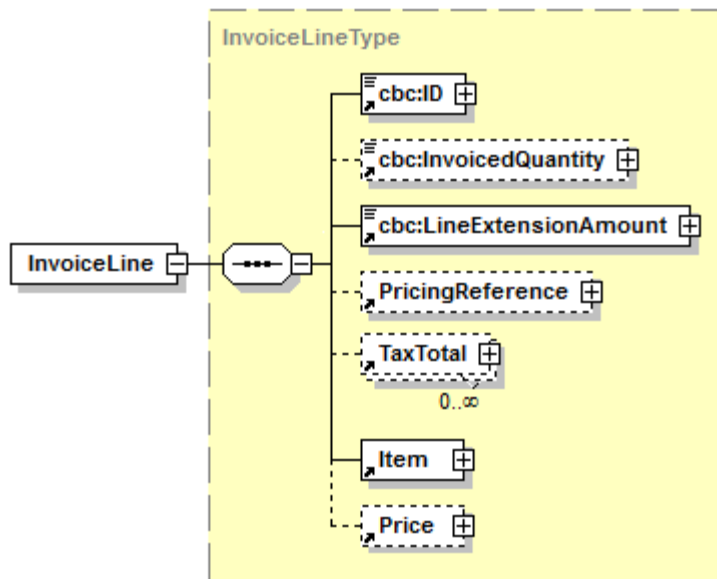 InvoiceLineType
cbc:ID
cbc:InvoicedQuantity
cbc:LineExtensionAmount
InvoiceLine
PricingReference
TaxTotal
0..∞
Item
Price